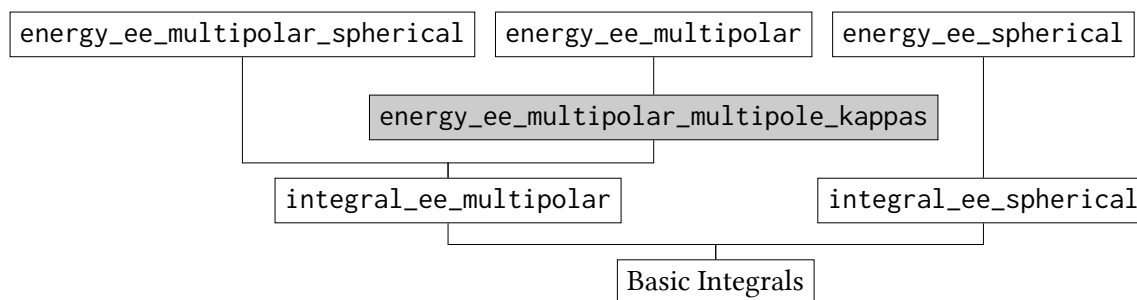 energy_ee_multipolar_spherical energy_ee_multipolar energy_ee_spherical
energy_ee_multipolar_multipole_kappas
integral_ee_multipolar integral_ee_spherical
Basic Integrals